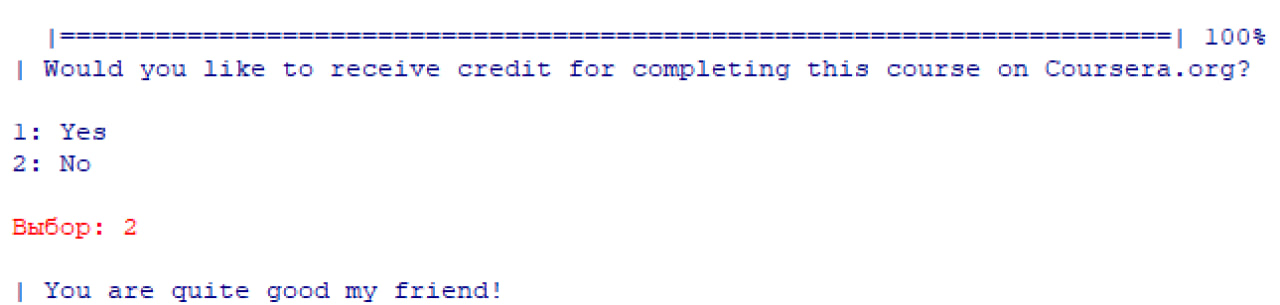 |======================================================================| 100%
| Would you like to receive credit for completing this course on Coursera.org?
1: Yes
2: No
Выбор: 2
| You are quite good my friend!